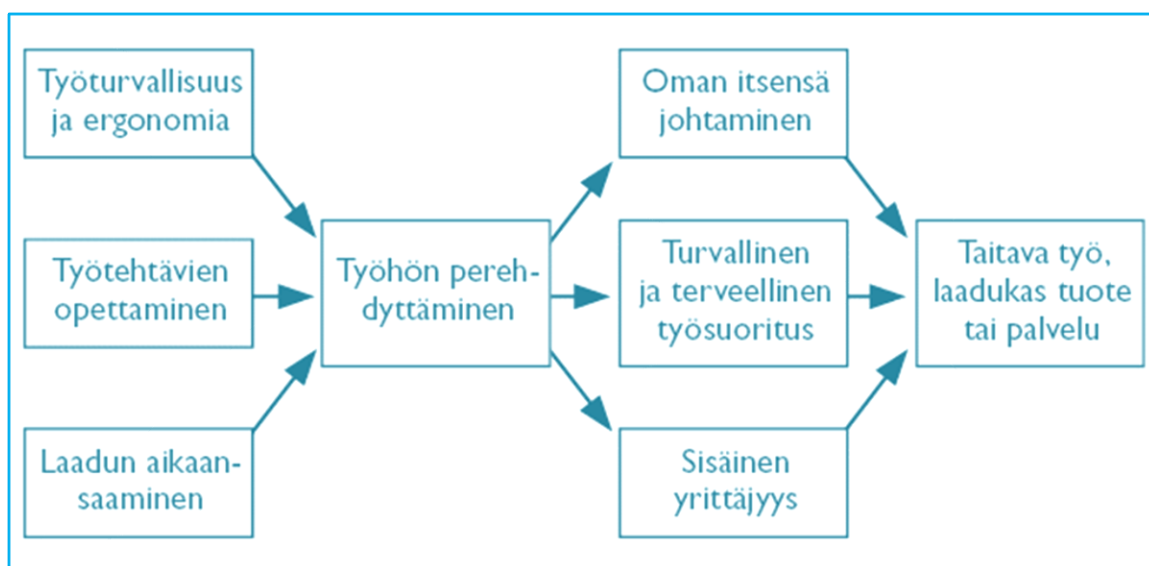 Työturvallisuus
ja ergonomia
Työtehtävien
opettaminen
Laadun aikaan-
saaminen
Työhön pereh-
dyttäminen
Oman itsensä
johtaminen
Turvallinen
ja terveellinen
työsuoritus
Sisäinen
yrittäjyys
Taitava työ,
laadukas tuote
tai palvelu